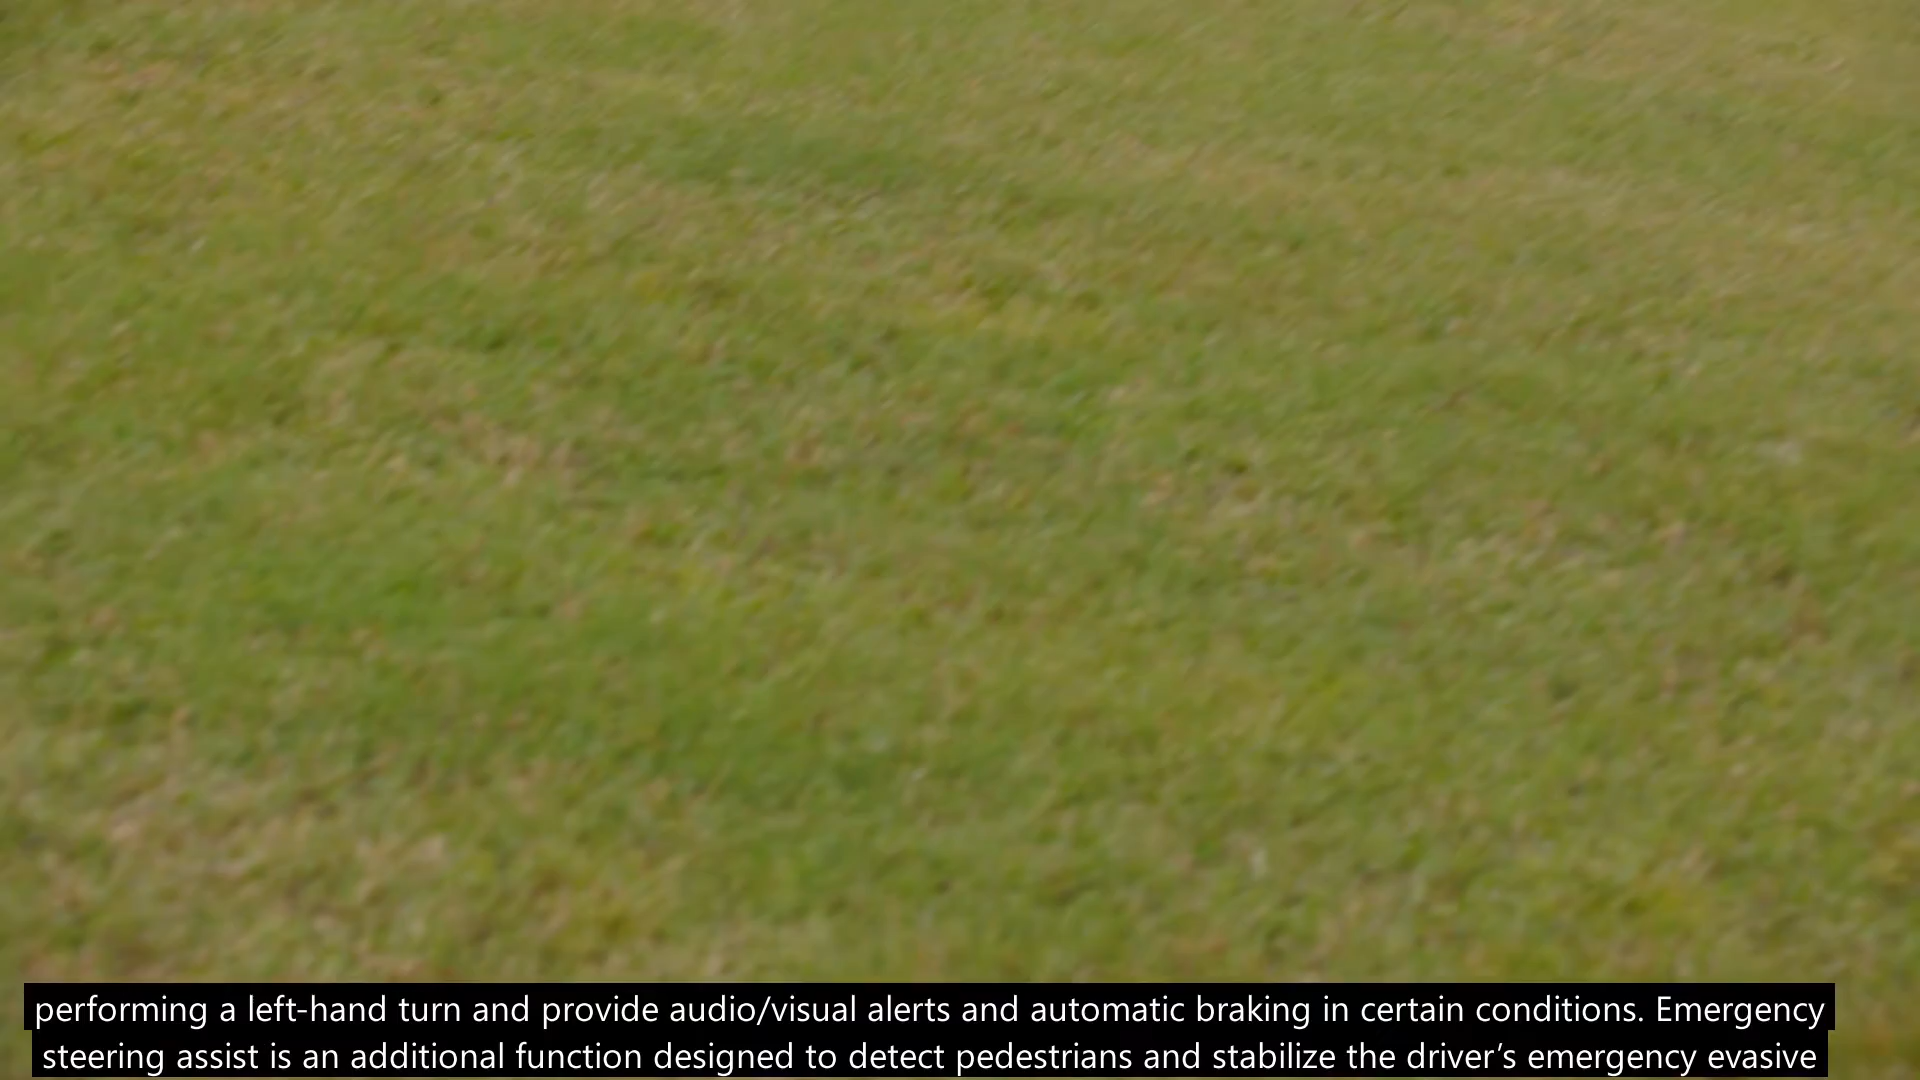 performing a left-hand turn and provide audio/visual alerts and automatic braking in certain conditions. Emergency
steering assist is an additional function designed to detect pedestrians and stabilize the driver’s emergency evasive